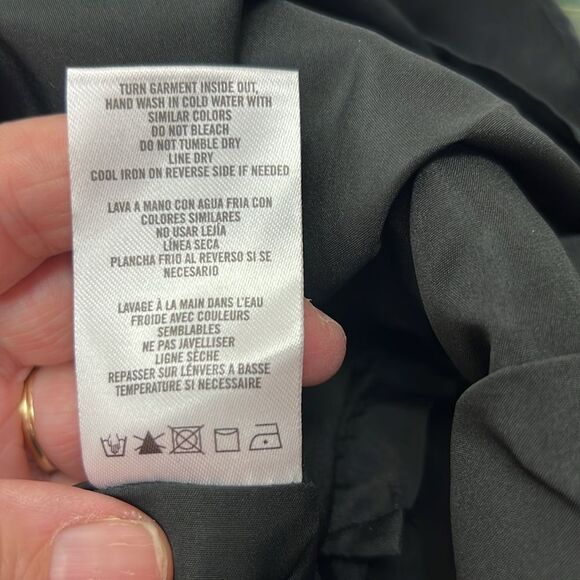 TURN GARMENT INSIDE OUT,
HAND WASH IN COLD WATER WITH
SIMILAR COLORS
DO NOT BLEACH
DO NOT TUMBLE DRY
LINE DRY
COOL IRON ON REVERSE SIDE IF NEEDED
LAVA A MANO CON AGUA FRIA CON
COLORES SIMILARES
NO USAR LEJÍA
LÍNEA SECA
PLANCHA FRIO AL REVERSO SI SE
NECESARIO
LAVAGE À LA MAIN DANS L'EAU
FROIDE AVEC COULEURS
SEMBLABLES
NE PAS JAVELLISER
LIGNE SÈCHE
REPASSER SUR LÉNVERS A BASSE
TEMPERATURE SI NECESSAIRE